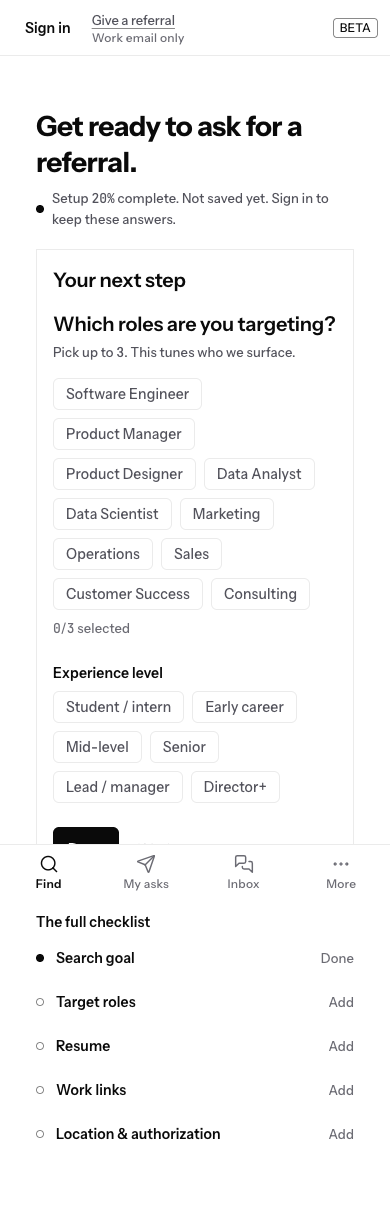 Sign in
Give a referral
Work email only
BETA
Get ready to ask for a
referral.
Setup 20% complete. Not saved yet. Sign in to
keep these answers.
Your next step
Which roles are you targeting?
Pick up to 3. This tunes who we surface.
Software Engineer
Product Manager
Product Designer
Data Analyst
Data Scientist
Marketing
Operations
Sales
Customer Success
Consulting
0/3 selected
Experience level
Student / intern
Early career
Mid-level
Senior
Lead / manager
Director+
Find
My asks
Inbox
More
The full checklist
Search goal
Done
Target roles
Add
Resume
Add
Work links
Add
Location & authorization
Add